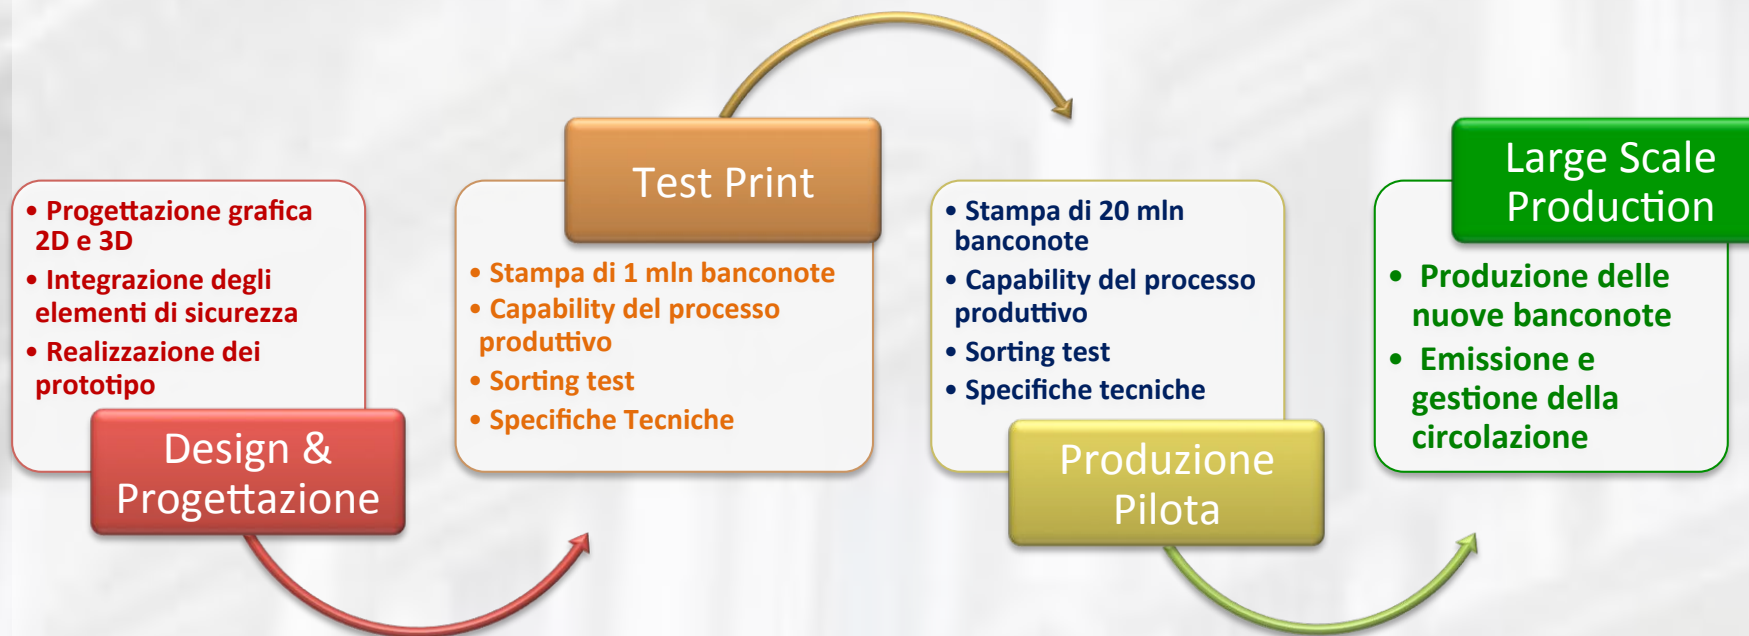 • Progettazione grafica
2D e 3D
• Integrazione degli
elementi di sicurezza
• Realizzazione dei
prototipo
Design &
Progettazione
Test Print
• Stampa di 1 mln banconote
• Capability del processo
produttivo
• Sorting test
• Specifiche Tecniche
• Stampa di 20 mln
banconote
• Capability del processo
produttivo
• Sorting test
• Specifiche tecniche
Produzione
Pilota
Large Scale
Production
• Produzione delle
nuove banconote
• Emissione e
gestione della
circolazione